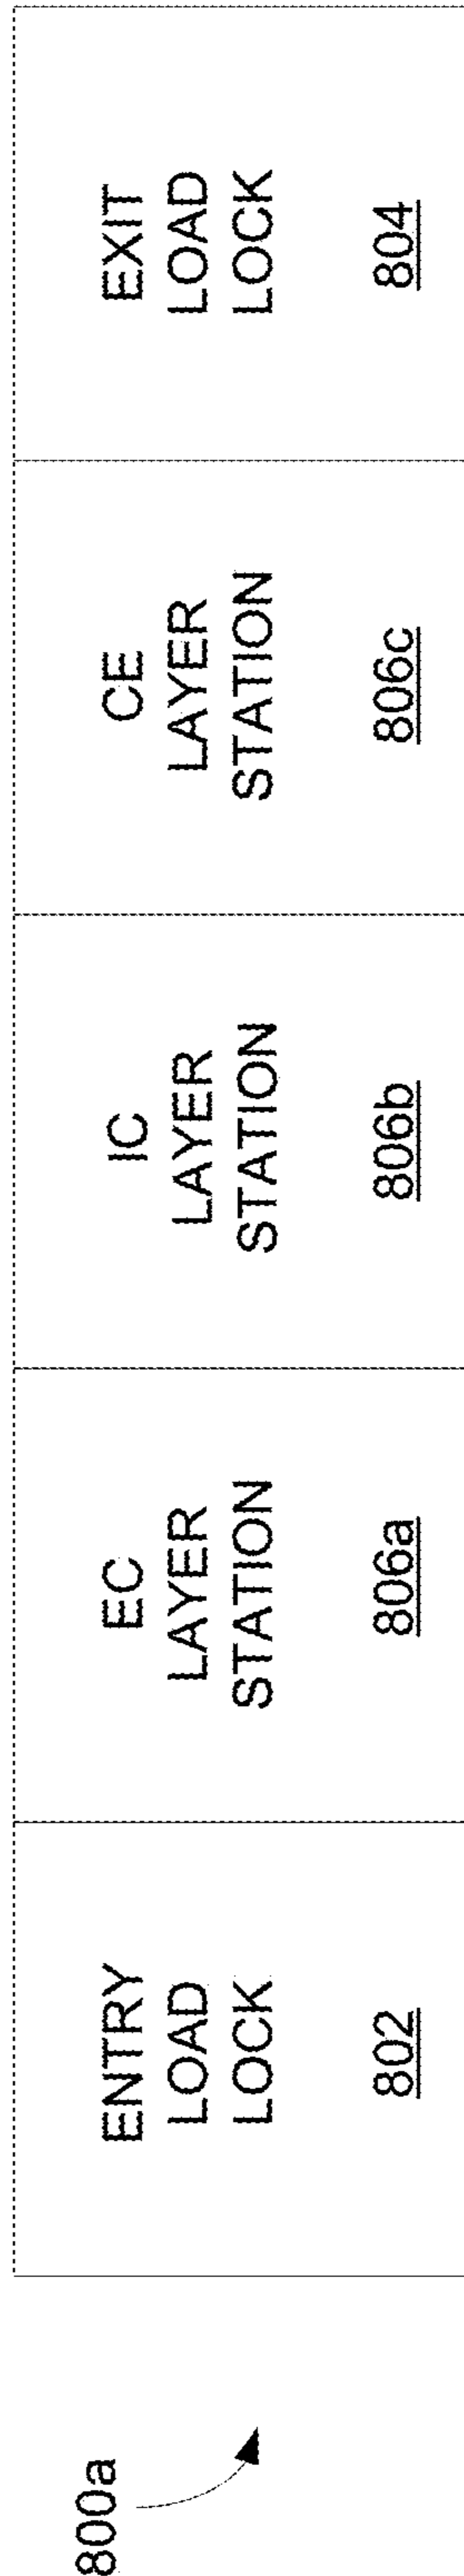 800a
ENTRY
LOAD
LOCK
802
EC
LAYER
STATION
806a
IC
LAYER
STATION
806b
CE
LAYER
STATION
806c
EXIT
LOAD
LOCK
804